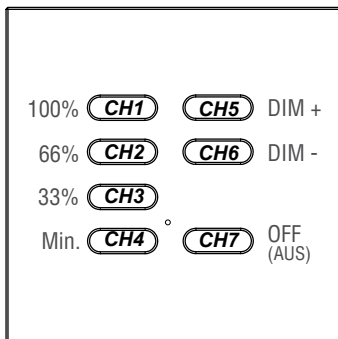 100% CH1 CH5 DIM +
66% CH2 CH6 DIM -
33% CH3
Min. CH4 CH7 OFF
(AUS)